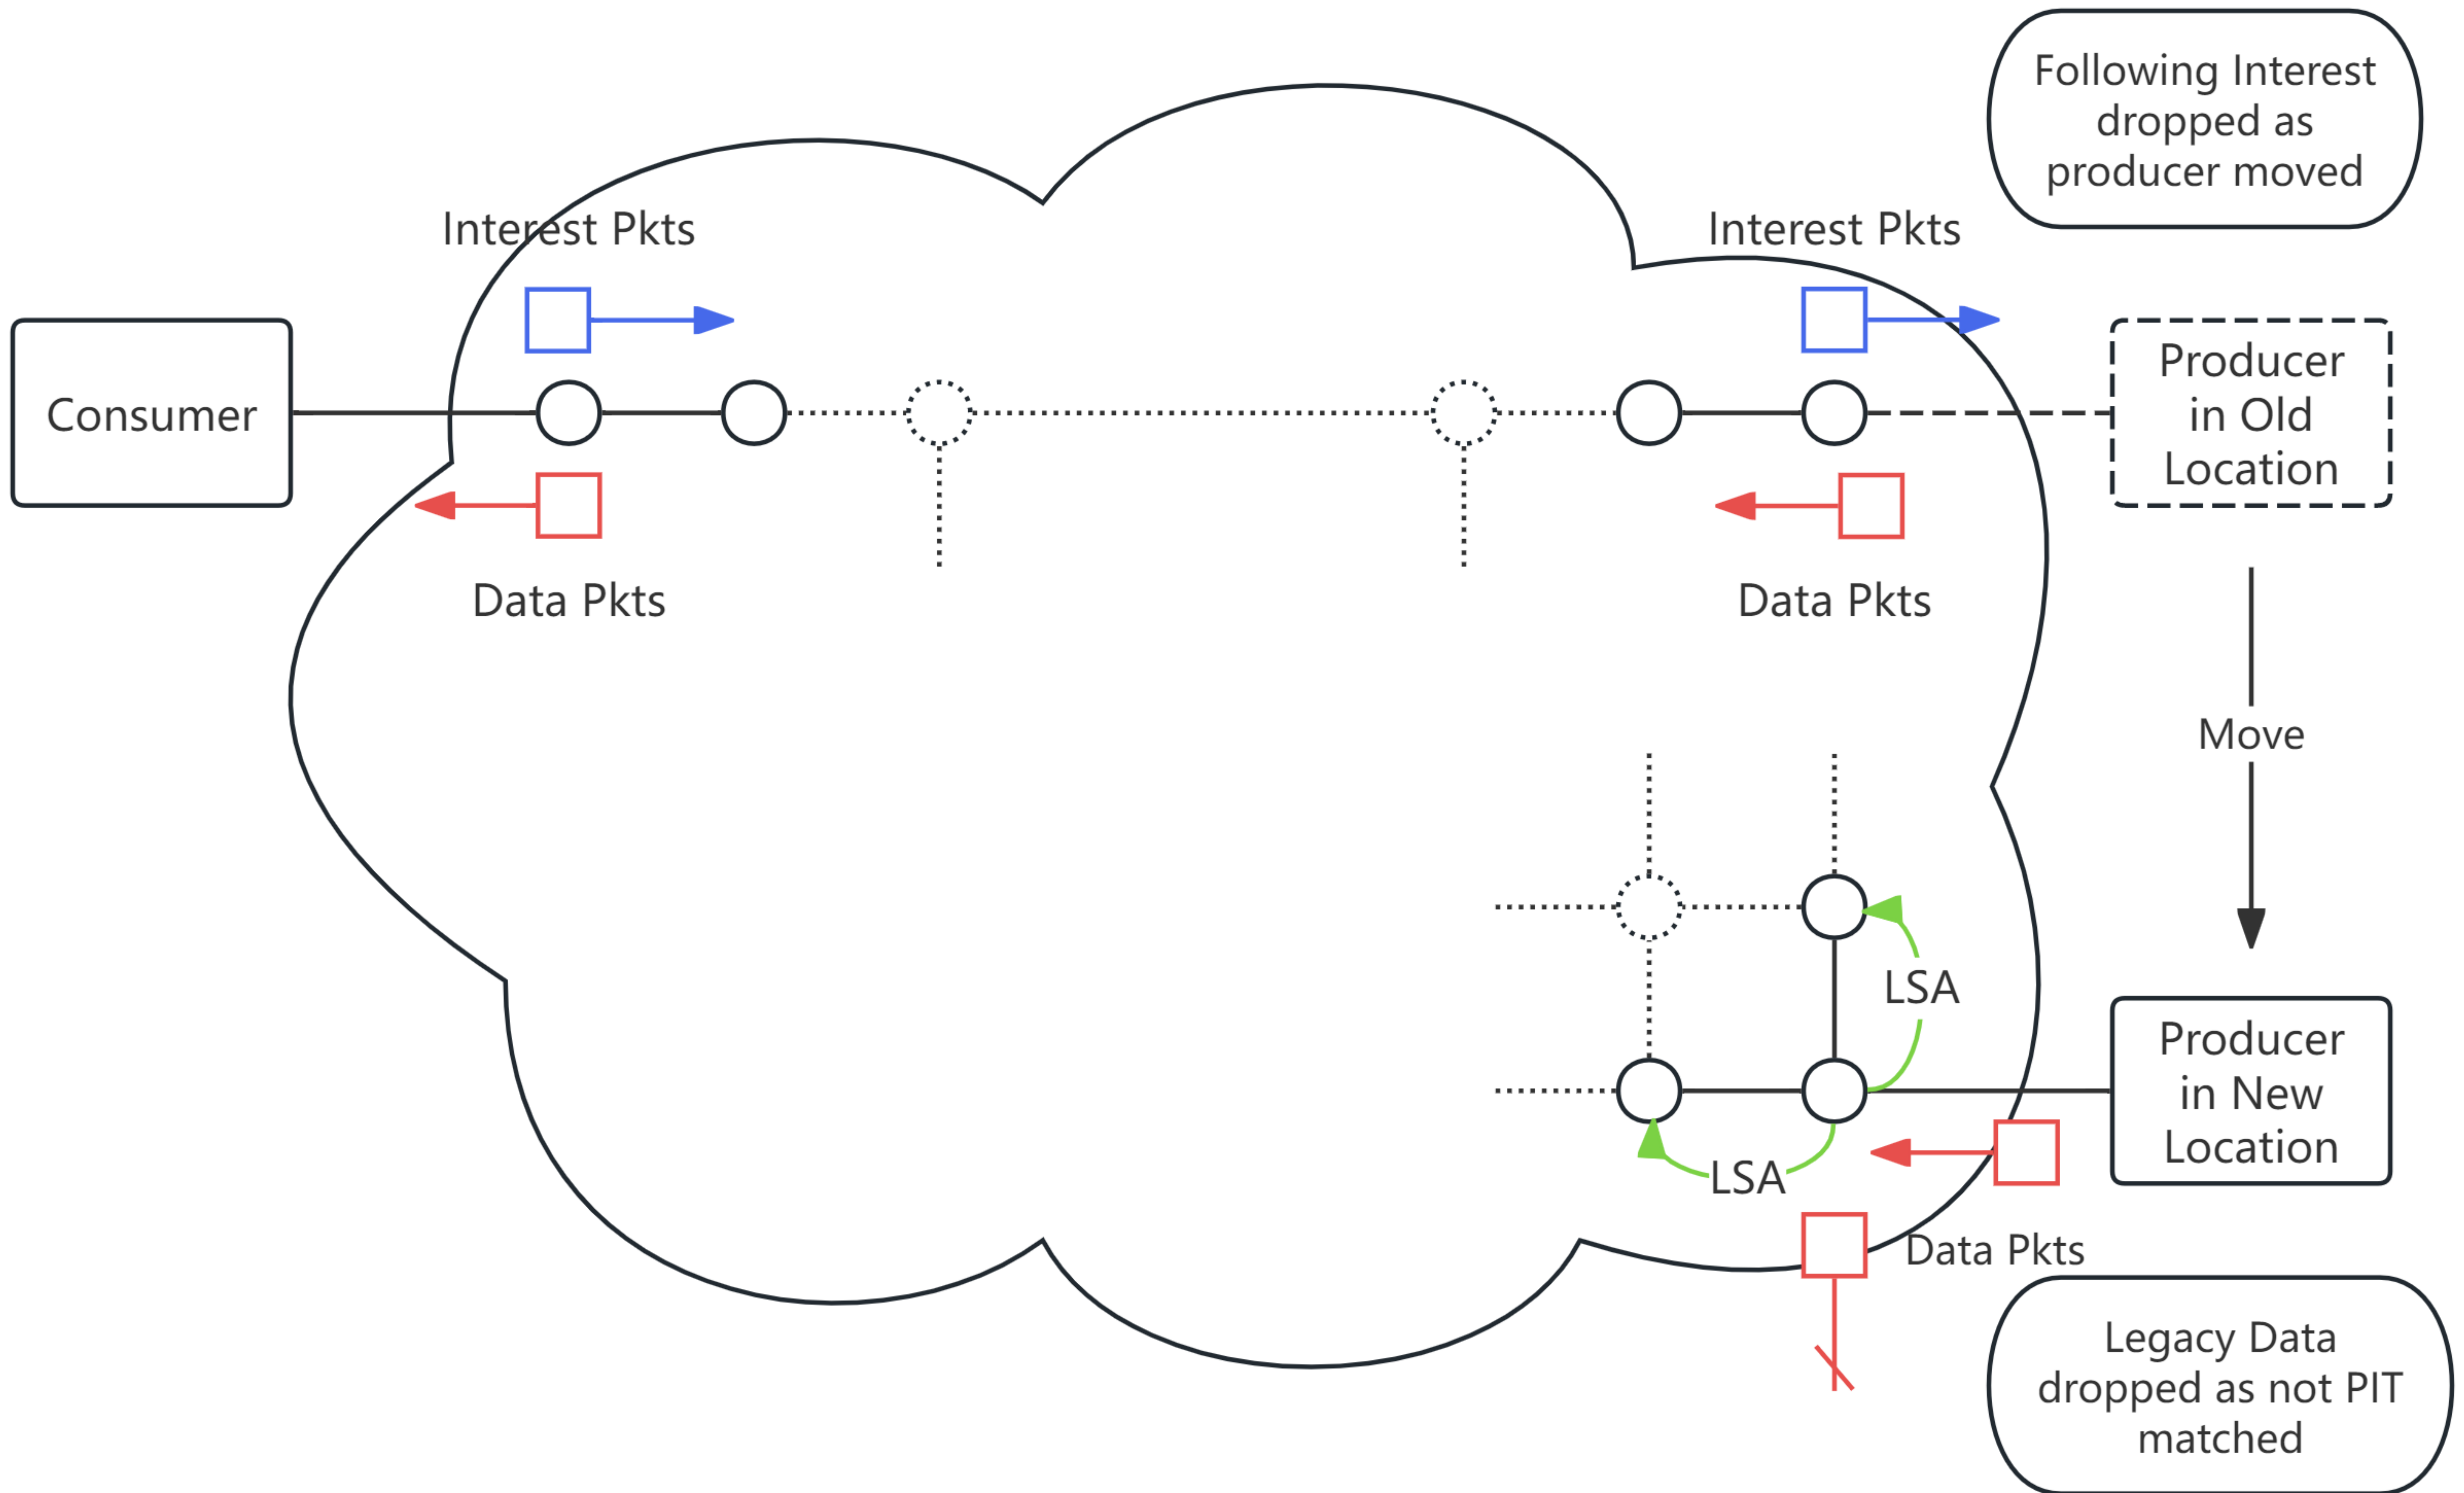 Following Interest
dropped as
producer moved
Interest Pkts
Interest Pkts
Consumer
Producer
in Old
Location
Data Pkts
Data Pkts
Move
LSA
Producer
in New
Location
LSA
Data Pkts
Legacy Data
dropped as not PIT
matched